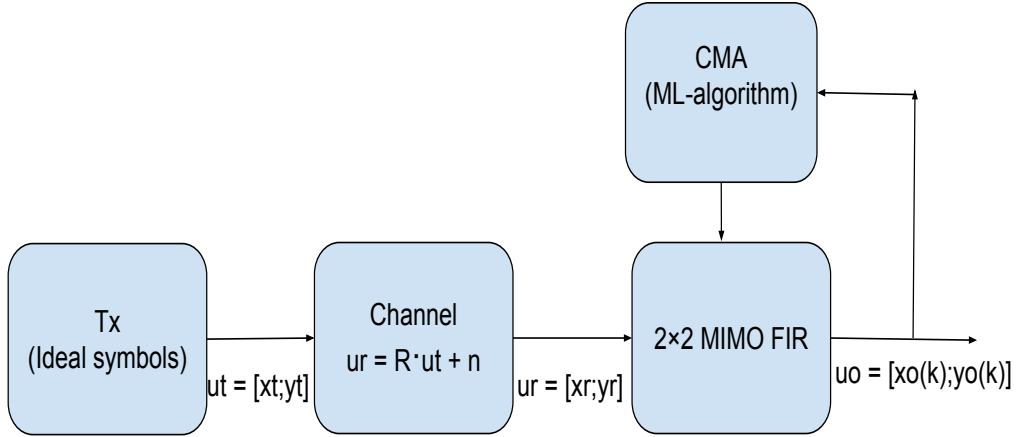 CMA
(ML-algorithm)
Tx
(Ideal symbols)
ut = [xt;yt]
Channel
ur = R·ut + n
ur = [xr;yr]
2×2 MIMO FIR
uo = [xo(k);yo(k)]